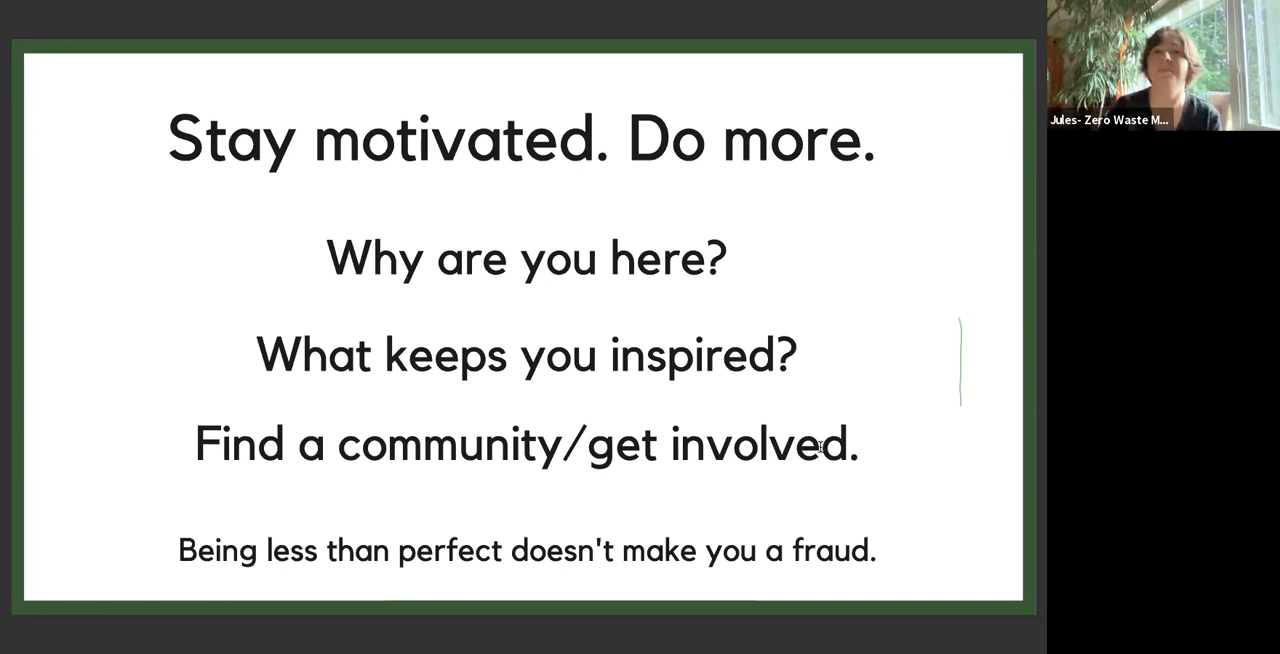 Stay motivated. Do more.
Why are you here?
What keeps you inspired?
Find a community/get involved.
Being less than perfect doesn't make you a fraud.
Jules- Zero Waste M...